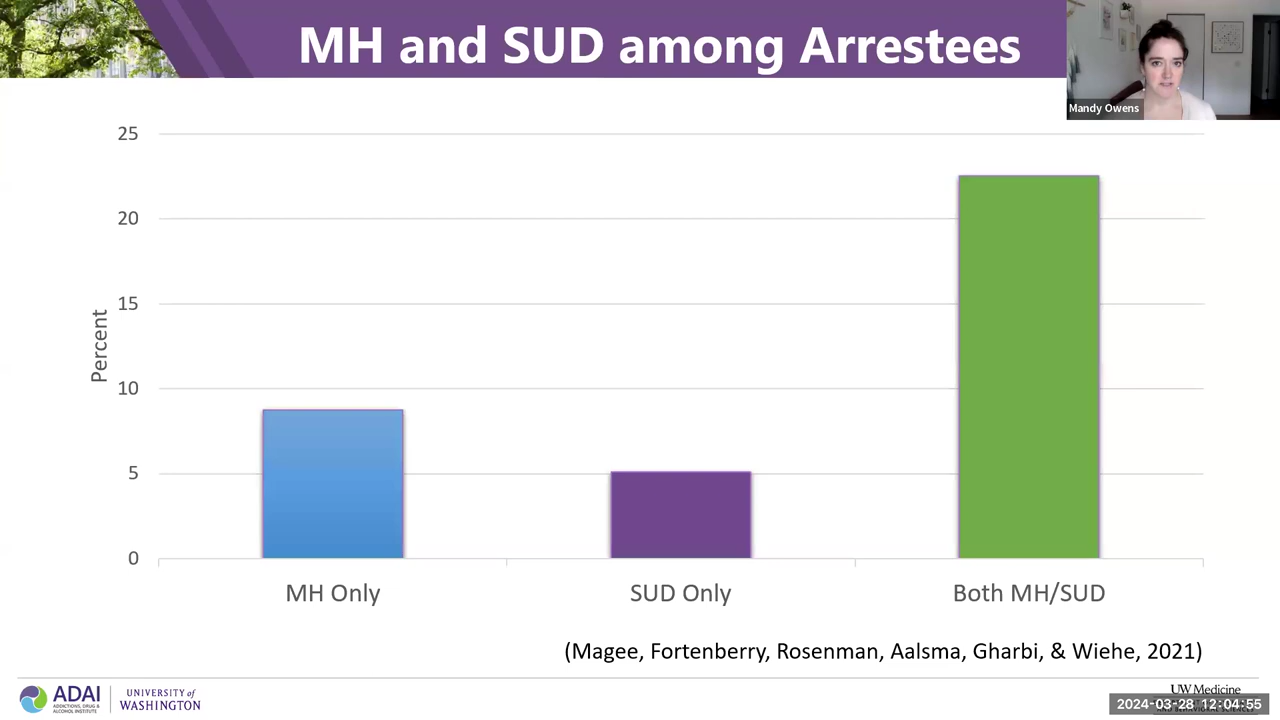 MH and SUD among Arrestees
Mandy Owens
25
20
15
10
5
0
Percent
MH Only
SUD Only
Both MH/SUD
(Magee, Fortenberry, Rosenman, Aalsma, Gharbi, & Wiehe, 2021)
ADAI
ADDICTIONS, DRUG &
ALCOHOL INSTITUTE
UNIVERSITY of
WASHINGTON
UW Medicine
2024-03-28 12:04:55